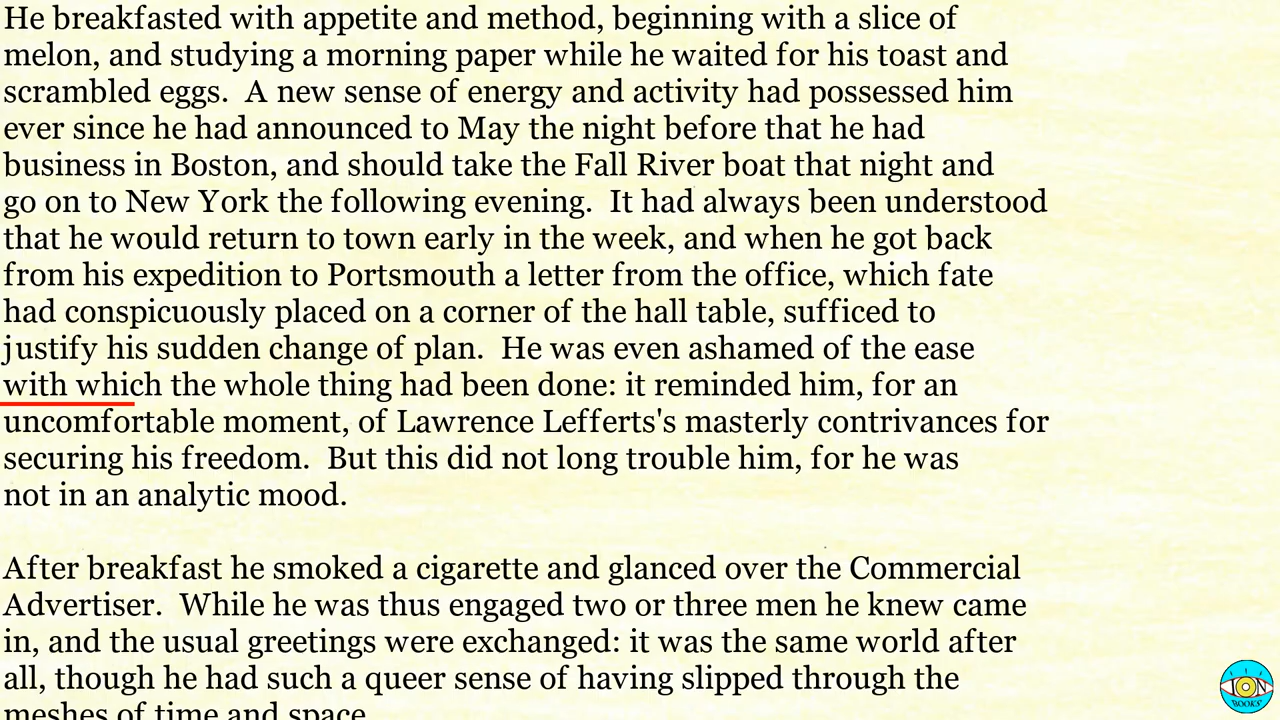 He breakfasted with appetite and method, beginning with a slice of
melon, and studying a morning paper while he waited for his toast and
scrambled eggs.  A new sense of energy and activity had possessed him
ever since he had announced to May the night before that he had
business in Boston, and should take the Fall River boat that night and
go on to New York the following evening.  It had always been understood
that he would return to town early in the week, and when he got back
from his expedition to Portsmouth a letter from the office, which fate
had conspicuously placed on a corner of the hall table, sufficed to
justify his sudden change of plan.  He was even ashamed of the ease
with which the whole thing had been done: it reminded him, for an
uncomfortable moment, of Lawrence Lefferts's masterly contrivances for
securing his freedom.  But this did not long trouble him, for he was
not in an analytic mood.

After breakfast he smoked a cigarette and glanced over the Commercial
Advertiser.  While he was thus engaged two or three men he knew came
in, and the usual greetings were exchanged: it was the same world after
all, though he had such a queer sense of having slipped through the
meshes of time and space.
ION
BOOKS